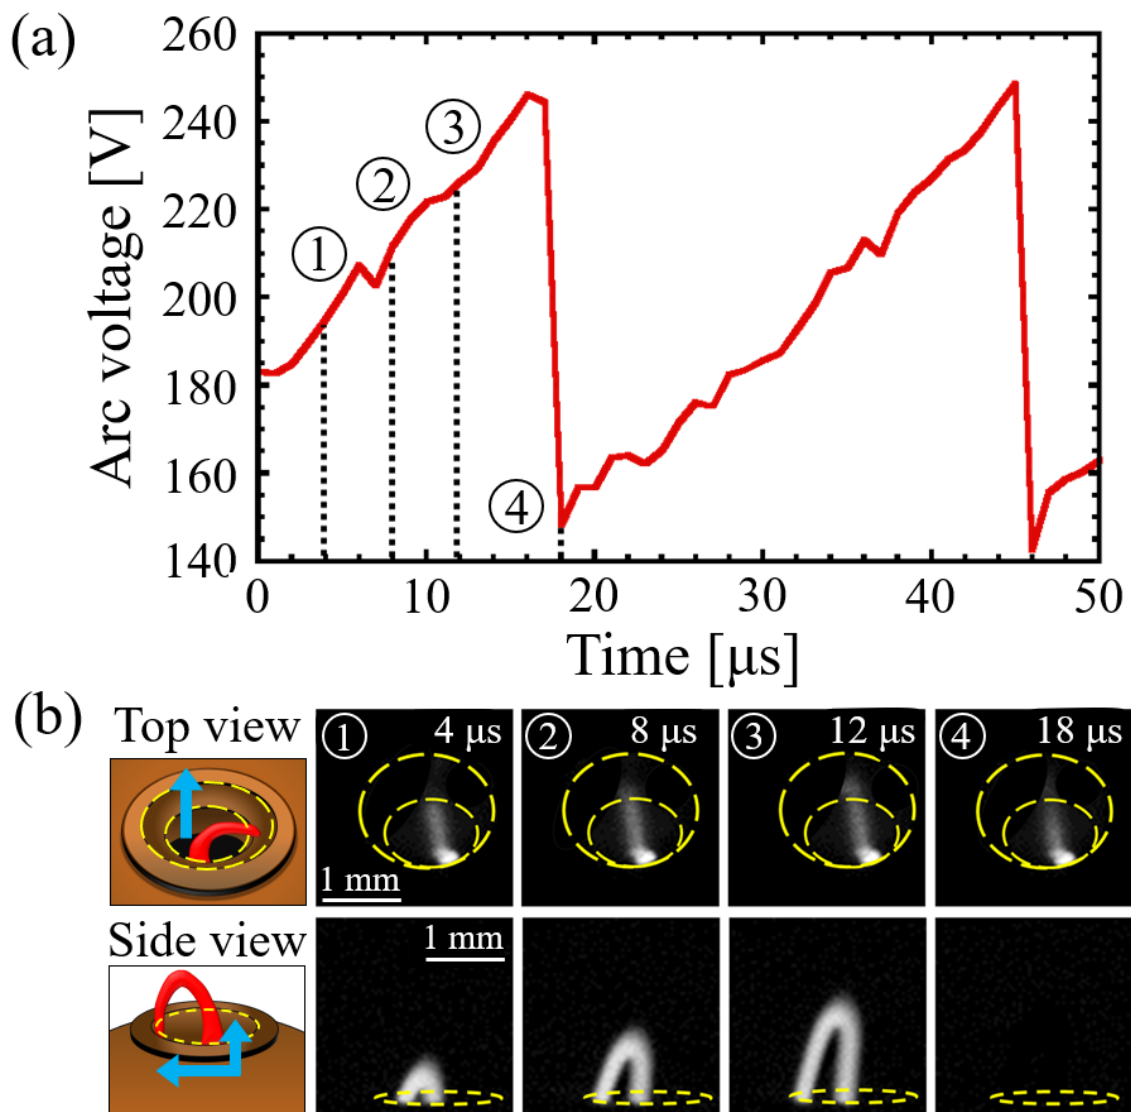 (a)
Arc voltage [V]
260
240
220
200
180
160
140
① ② ③ ④
0 10 20 30 40 50
Time [μs]
(b)
Top view
① 4 μs
② 8 μs
③ 12 μs
④ 18 μs
1 mm
Side view
1 mm